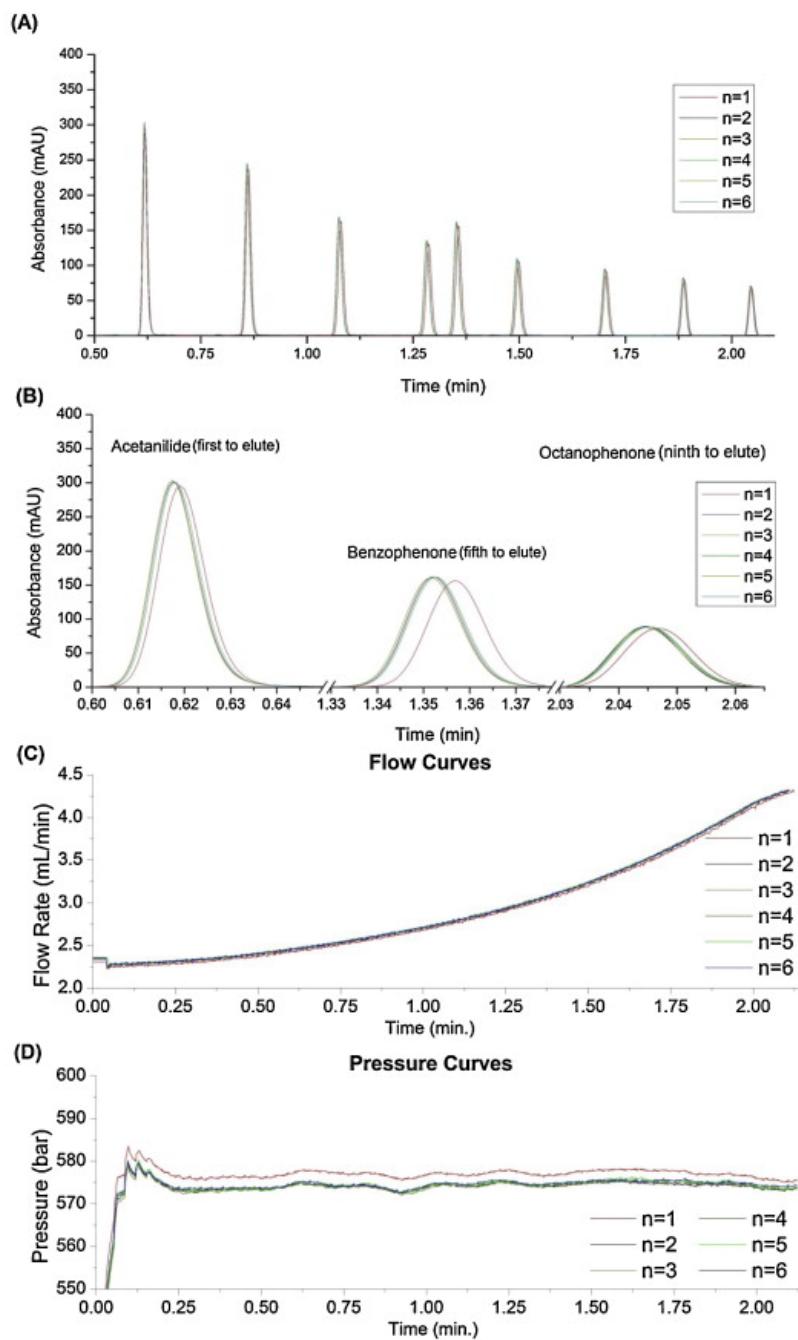 (A)
400
350
300
250
200
150
100
50
0
Absorbance (mAU)
n=1
n=2
n=3
n=4
n=5
n=6
0.50 0.75 1.00 1.25 1.50 1.75 2.00
Time (min)
(B)
400
350
300
250
200
150
100
50
0
Absorbance (mAU)
Acetanilide (first to elute)
Benzophenone (fifth to elute)
Octanophenone (ninth to elute)
n=1
n=2
n=3
n=4
n=5
n=6
0.60 0.61 0.62 0.63 0.64 1.33 1.34 1.35 1.36 1.37 2.03 2.04 2.05 2.06
Time (min)
(C)
Flow Curves
4.5
4.0
3.5
3.0
2.5
2.0
Flow Rate (mL/min)
n=1
n=2
n=3
n=4
n=5
n=6
0.00 0.25 0.50 0.75 1.00 1.25 1.50 1.75 2.00
Time (min.)
(D)
Pressure Curves
600
590
580
570
560
550
Pressure (bar)
n=1 n=4
n=2 n=5
n=3 n=6
0.00 0.25 0.50 0.75 1.00 1.25 1.50 1.75 2.00
Time (min.)